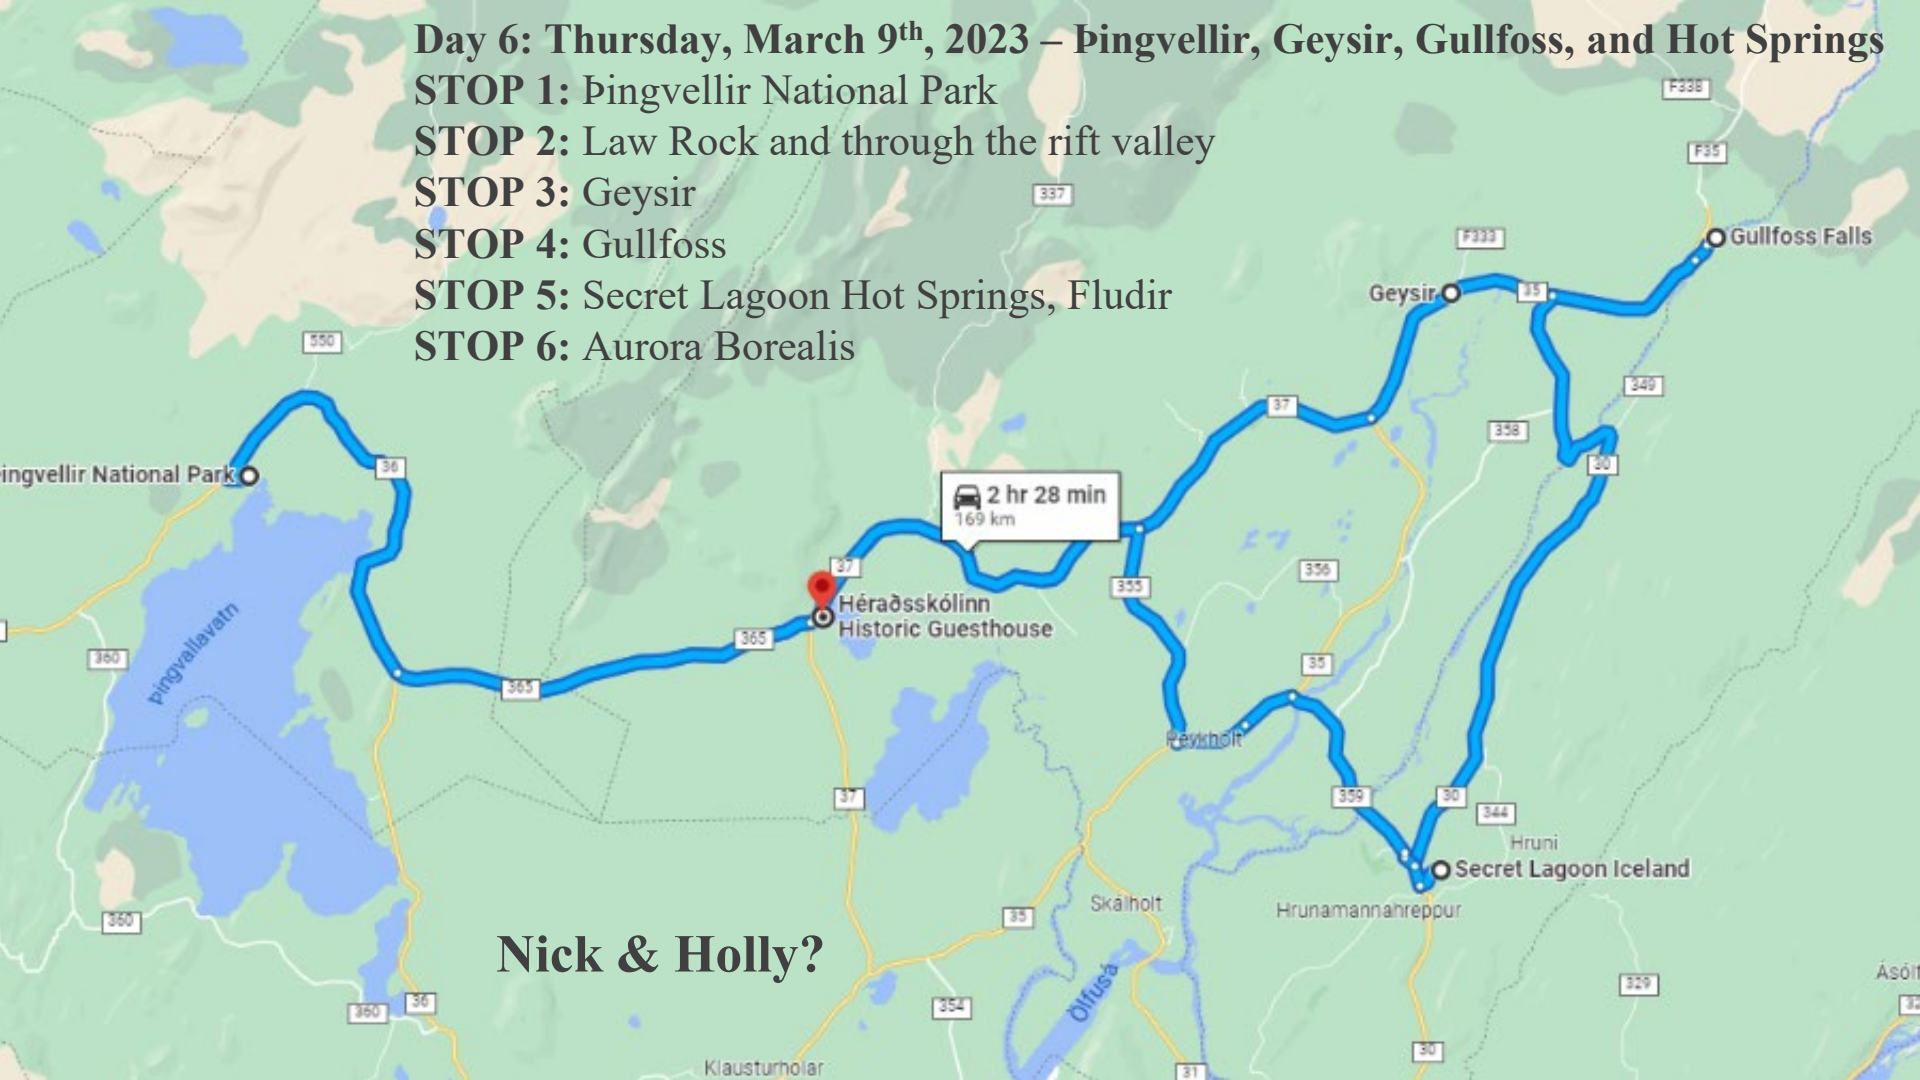 Day 6: Thursday, March 9th, 2023 – Þingvellir, Geysir, Gullfoss, and Hot Springs
STOP 1: Þingvellir National Park
STOP 2: Law Rock and through the rift valley
STOP 3: Geysir
STOP 4: Gullfoss
STOP 5: Secret Lagoon Hot Springs, Fludir
STOP 6: Aurora Borealis
F338
F35
337
Gullfoss Falls
F333
Geysir
35
550
349
37
358
36
ingvellir National Park
30
2 hr 28 min
169 km
37
355
356
Héraðsskólinn
Historic Guesthouse
365
360
Þingvallavatn
35
365
Reykholt
37
359
30
344
Hruni
Secret Lagoon Iceland
Skálholt
Hrunamannahreppur
35
360
Nick & Holly?
Ölfusá
329
36
360
354
30
Klausturhólar
31